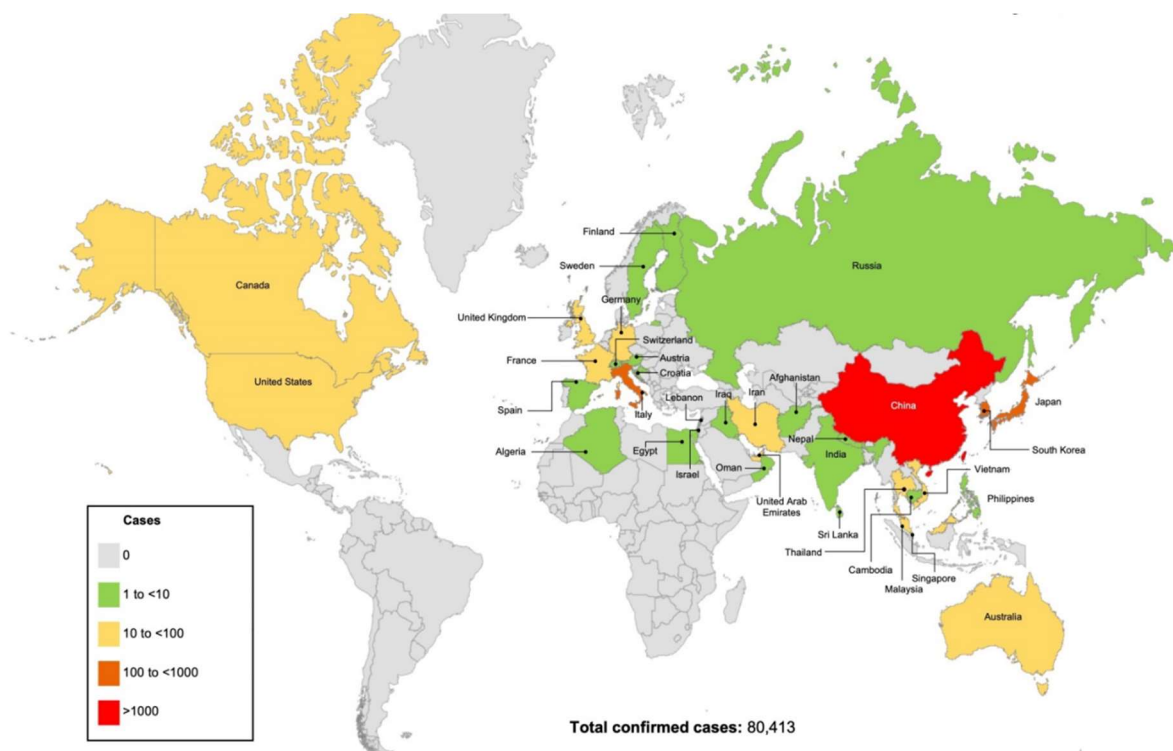 Finland
Russia
Sweden
Canada
Germany
United Kingdom
Switzerland
France
Austria
United States
Croatia
Afghanistan
Lebanon
Iraq
Iran
China
Japan
Spain
Italy
Nepal
South Korea
Algeria
Egypt
India
Israel
Oman
Vietnam
United Arab
Emirates
Philippines
Sri Lanka
Thailand
Cambodia
Singapore
Malaysia
Australia
Cases
0
1 to <10
10 to <100
100 to <1000
>1000
Total confirmed cases: 80,413